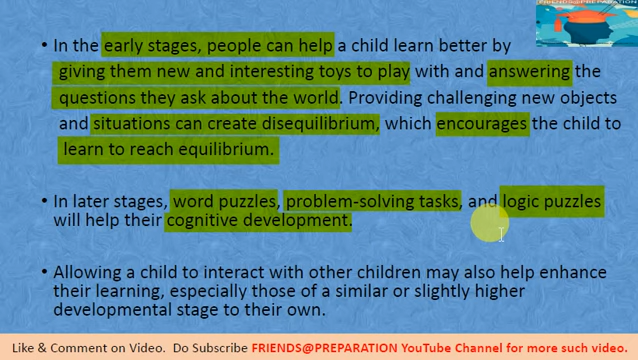 FRIENDS@PREPARATION
• In the early stages, people can help a child learn better by
giving them new and interesting toys to play with and answering the
questions they ask about the world. Providing challenging new objects
and situations can create disequilibrium, which encourages the child to
learn to reach equilibrium.
• In later stages, word puzzles, problem-solving tasks, and logic puzzles
will help their cognitive development.
• Allowing a child to interact with other children may also help enhance
their learning, especially those of a similar or slightly higher
developmental stage to their own.
Like & Comment on Video. Do Subscribe FRIENDS@PREPARATION YouTube Channel for more such video.